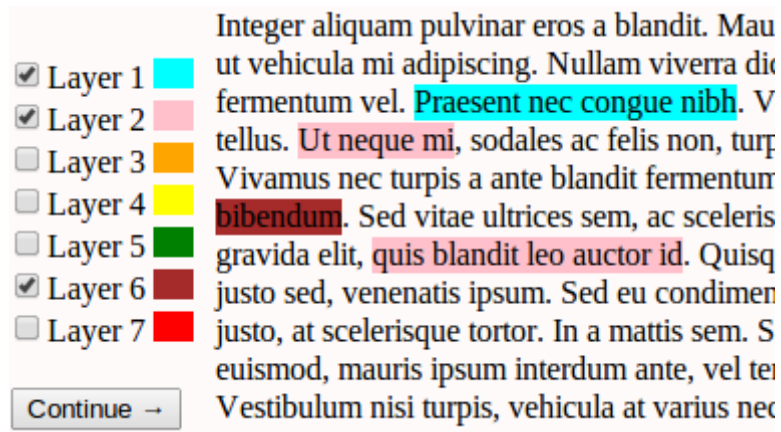 Layer 1
Layer 2
Layer 3
Layer 4
Layer 5
Layer 6
Layer 7
Continue →
Integer aliquam pulvinar eros a blandit. Mau
ut vehicula mi adipiscing. Nullam viverra dic
fermentum vel. Praesent nec congue nibh. V
tellus. Ut neque mi, sodales ac felis non, turp
Vivamus nec turpis a ante blandit fermentum
bibendum. Sed vitae ultrices sem, ac sceleris
gravida elit, quis blandit leo auctor id. Quisq
justo sed, venenatis ipsum. Sed eu condimen
justo, at scelerisque tortor. In a mattis sem. S
euismod, mauris ipsum interdum ante, vel ter
Vestibulum nisi turpis, vehicula at varius nec